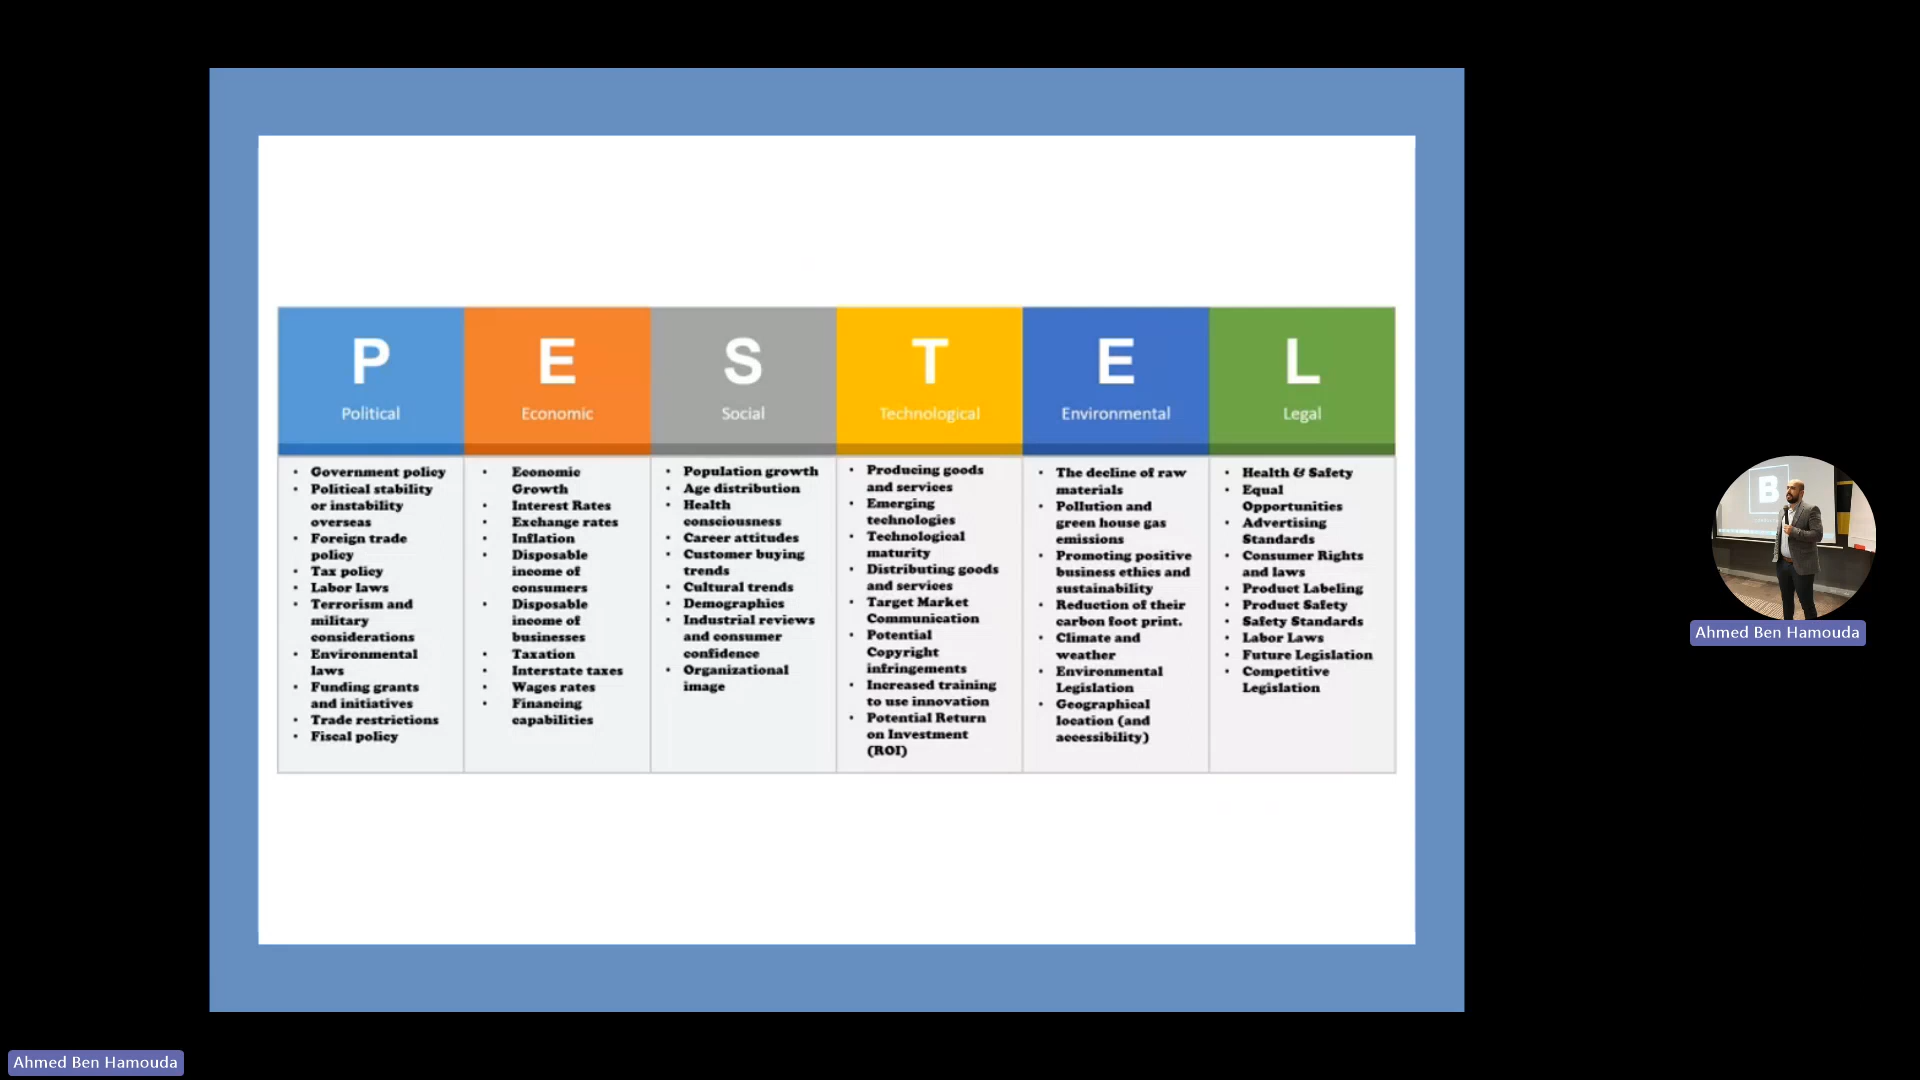 P
Political
E
Economic
S
Social
T
Technological
E
Environmental
L
Legal
• Government policy
• Political stability
or instability
overseas
• Foreign trade
policy
• Tax policy
• Labor laws
• Terrorism and
military
considerations
• Environmental
laws
• Funding grants
and initiatives
• Trade restrictions
• Fiscal policy
• Economic
Growth
• Interest Rates
• Exchange rates
• Inflation
• Disposable
income of
consumers
• Disposable
income of
businesses
• Taxation
• Interstate taxes
• Wages rates
• Financing
capabilities
• Population growth
• Age distribution
• Health
consciousness
• Career attitudes
• Customer buying
trends
• Cultural trends
• Demographics
• Industrial reviews
and consumer
confidence
• Organizational
image
• Producing goods
and services
• Emerging
technologies
• Technological
maturity
• Distributing goods
and services
• Target Market
Communication
• Potential
Copyright
infringements
• Increased training
to use innovation
• Potential Return
on Investment
(ROI)
• The decline of raw
materials
• Pollution and
green house gas
emissions
• Promoting positive
business ethics and
sustainability
• Reduction of their
carbon foot print.
• Climate and
weather
• Environmental
Legislation
• Geographical
location (and
accessibility)
• Health & Safety
• Equal
Opportunities
• Advertising
Standards
• Consumer Rights
and laws
• Product Labeling
• Product Safety
• Safety Standards
• Labor Laws
• Future Legislation
• Competitive
Legislation
B
Ahmed Ben Hamouda
Ahmed Ben Hamouda